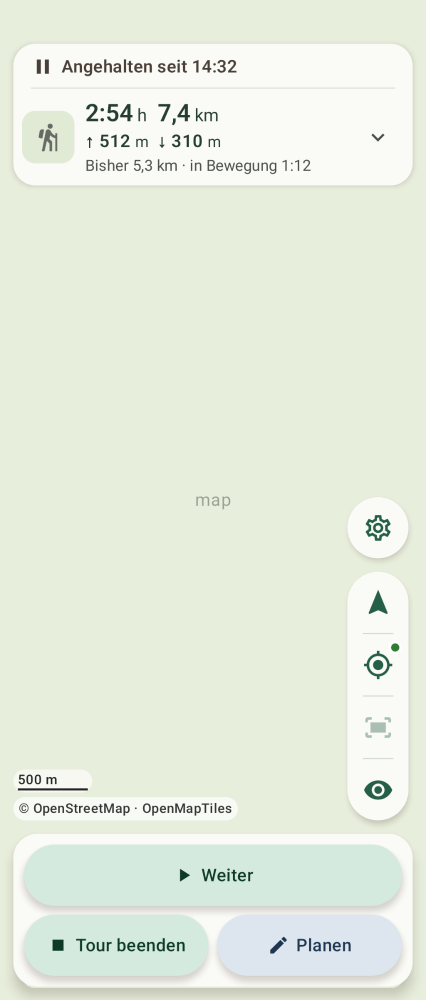 Angehalten seit 14:32
2:54 h 7,4 km
↑ 512 m ↓ 310 m
Bisher 5,3 km · in Bewegung 1:12
map
500 m
© OpenStreetMap · OpenMapTiles
Weiter
Tour beenden
Planen